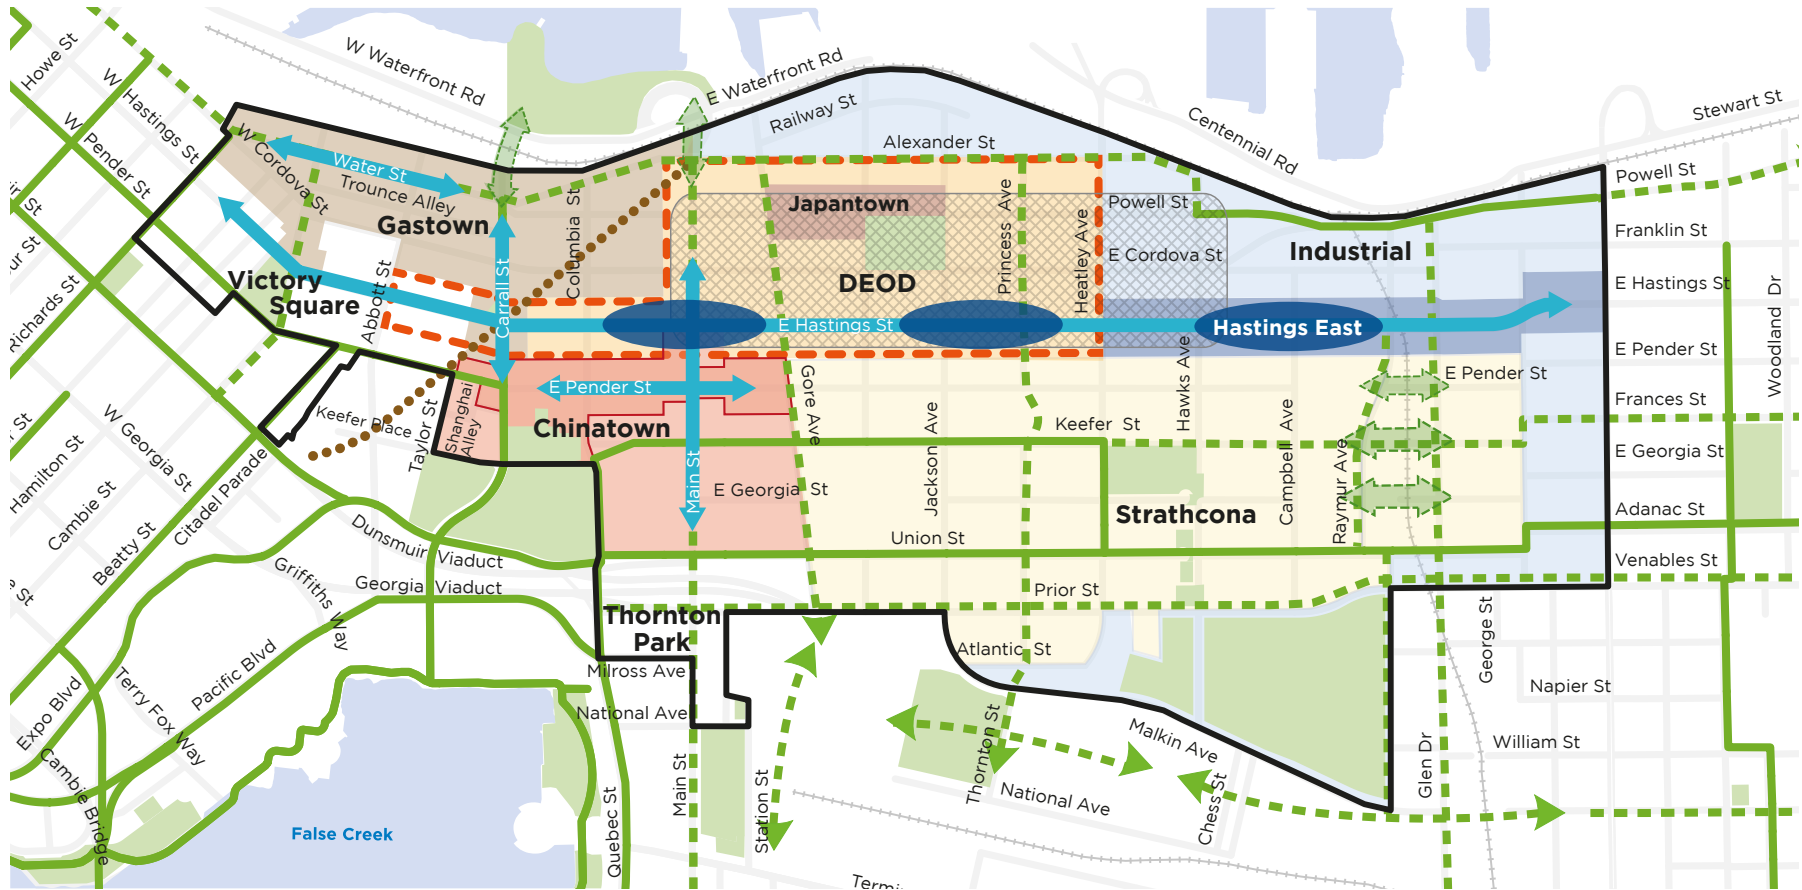 Howe St
W Hastings St
W Pender St
W Waterfront Rd
E Waterfront Rd
Railway St
Alexander St
Centennial Rd
Stewart St
Powell St
W Cordova St
Water St
Trounce Alley
Gastown
Columbia St
Japantown
Princess Ave
Heatley Ave
Powell St
E Cordova St
Industrial
Franklin St
E Hastings St
Woodland Dr
ur St
Richards St
Victory
Square
Abbott St
Carrall St
DEOD
E Hastings St
Hastings East
E Pender St
E Pender St
E Pender St
Frances St
Hawks Ave
Gore Ave
Keefer St
Shanghai
Alley
Chinatown
Taylor St
Keefer Place
W Georgia St
Hamilton St
Cambie St
Beatty St
Citadel Parade
Main St
E Georgia St
Jackson Ave
Campbell Ave
Raymur Ave
E Georgia St
Strathcona
Adanac St
Union St
Venables St
Dunsmuir Viaduct
Georgia Viaduct
Griffiths Way
Prior St
Thornton
Park
Atlantic St
Milross Ave
National Ave
George St
Napier St
William St
Pacific Blvd
Terry Fox Way
Expo Blvd
Cambie Bridge
False Creek
Quebec St
Main St
Station St
Thornton St
National Ave
Malkin Ave
Chess St
Glen Dr